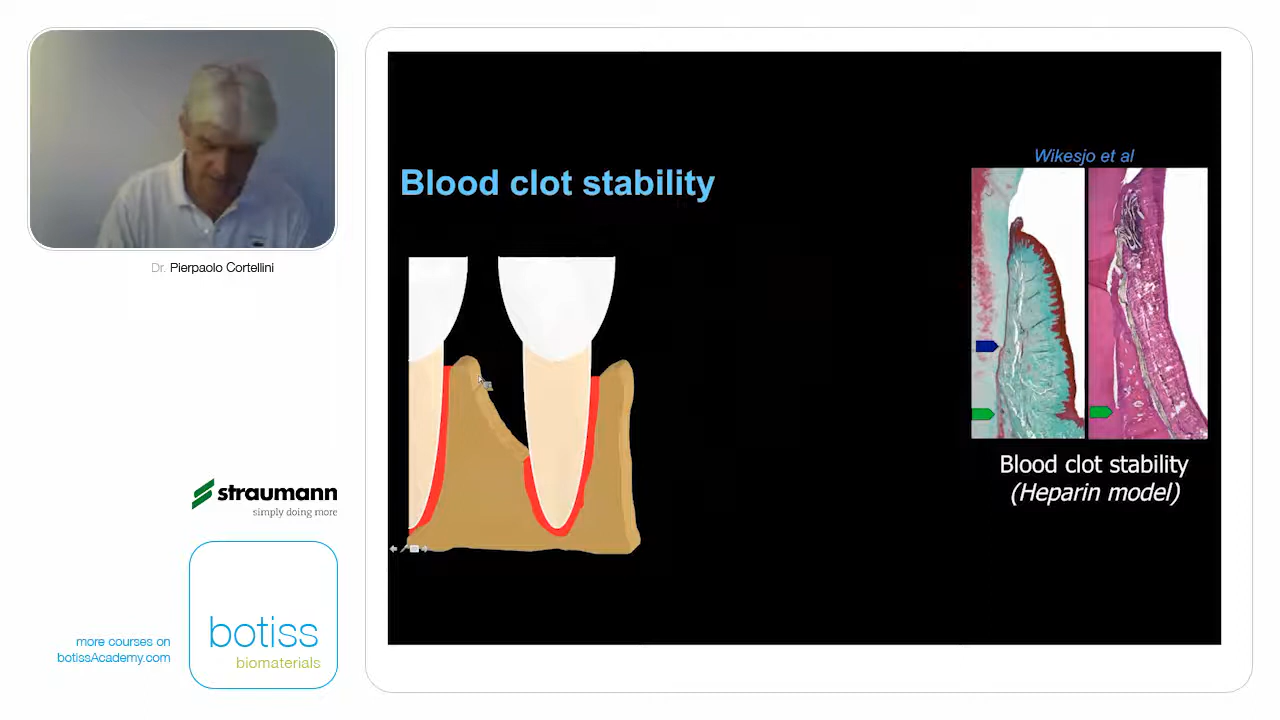 Dr. Pierpaolo Cortellini
straumann
simply doing more
more courses on
botissAcademy.com
botiss
biomaterials
Blood clot stability
Wikesjo et al
Blood clot stability
(Heparin model)